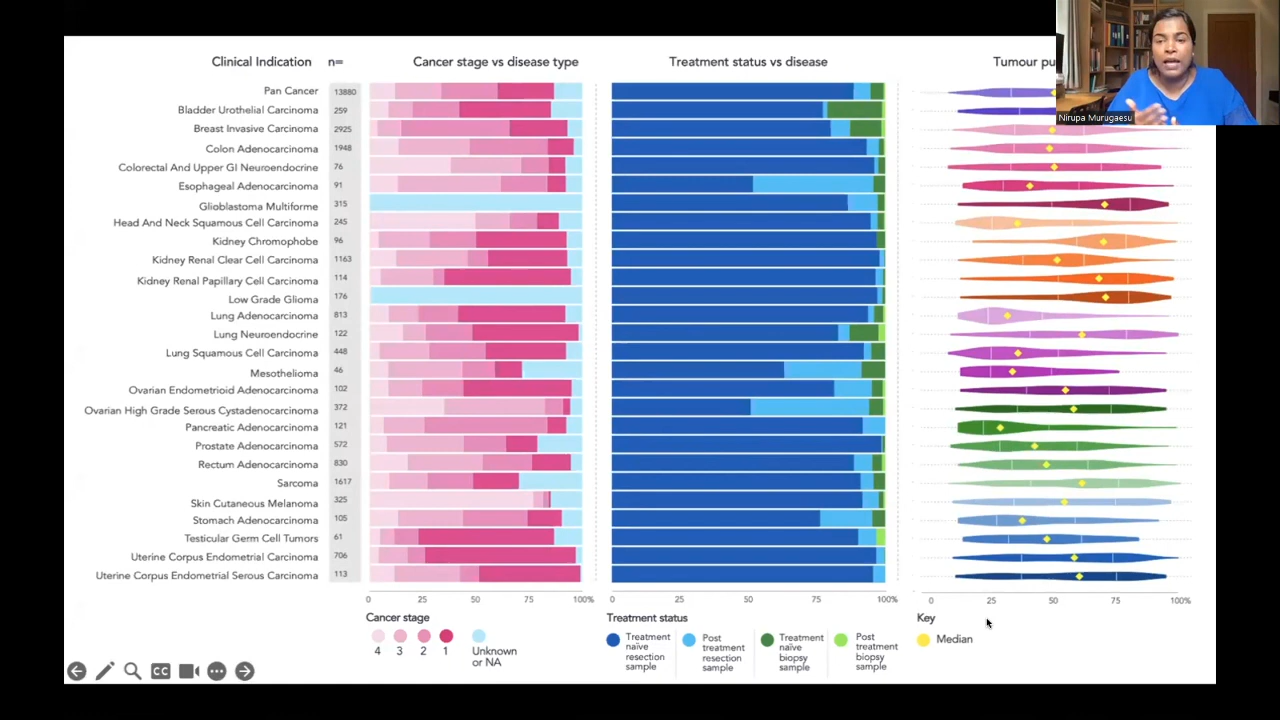 Clinical Indication n= Cancer stage vs disease type Treatment status vs disease Tumour pu
Pan Cancer 13880
Bladder Urothelial Carcinoma 259
Nirupa Murugaesu
Breast Invasive Carcinoma 2925
Colon Adenocarcinoma 1948
Colorectal And Upper GI Neuroendocrine 76
Esophageal Adenocarcinoma 91
Glioblastoma Multiforme 315
Head And Neck Squamous Cell Carcinoma 245
Kidney Chromophobe 96
Kidney Renal Clear Cell Carcinoma 1163
Kidney Renal Papillary Cell Carcinoma 114
Low Grade Glioma 176
Lung Adenocarcinoma 813
Lung Neuroendocrine 122
Lung Squamous Cell Carcinoma 448
Mesothelioma 46
Ovarian Endometrioid Adenocarcinoma 102
Ovarian High Grade Serous Cystadenocarcinoma 372
Pancreatic Adenocarcinoma 121
Prostate Adenocarcinoma 572
Rectum Adenocarcinoma 830
Sarcoma 1617
Skin Cutaneous Melanoma 325
Stomach Adenocarcinoma 105
Testicular Germ Cell Tumors 61
Uterine Corpus Endometrial Carcinoma 706
Uterine Corpus Endometrial Serous Carcinoma 113
0 25 50 75 100% 0 25 50 75 100% 0 25 50 75 100%
Cancer stage
4 3 2 1 Unknown
or NA
Treatment status
Treatment
naïve
resection
sample
Post
treatment
resection
sample
Treatment
naïve
biopsy
sample
Post
treatment
biopsy
sample
Key
Median
CC